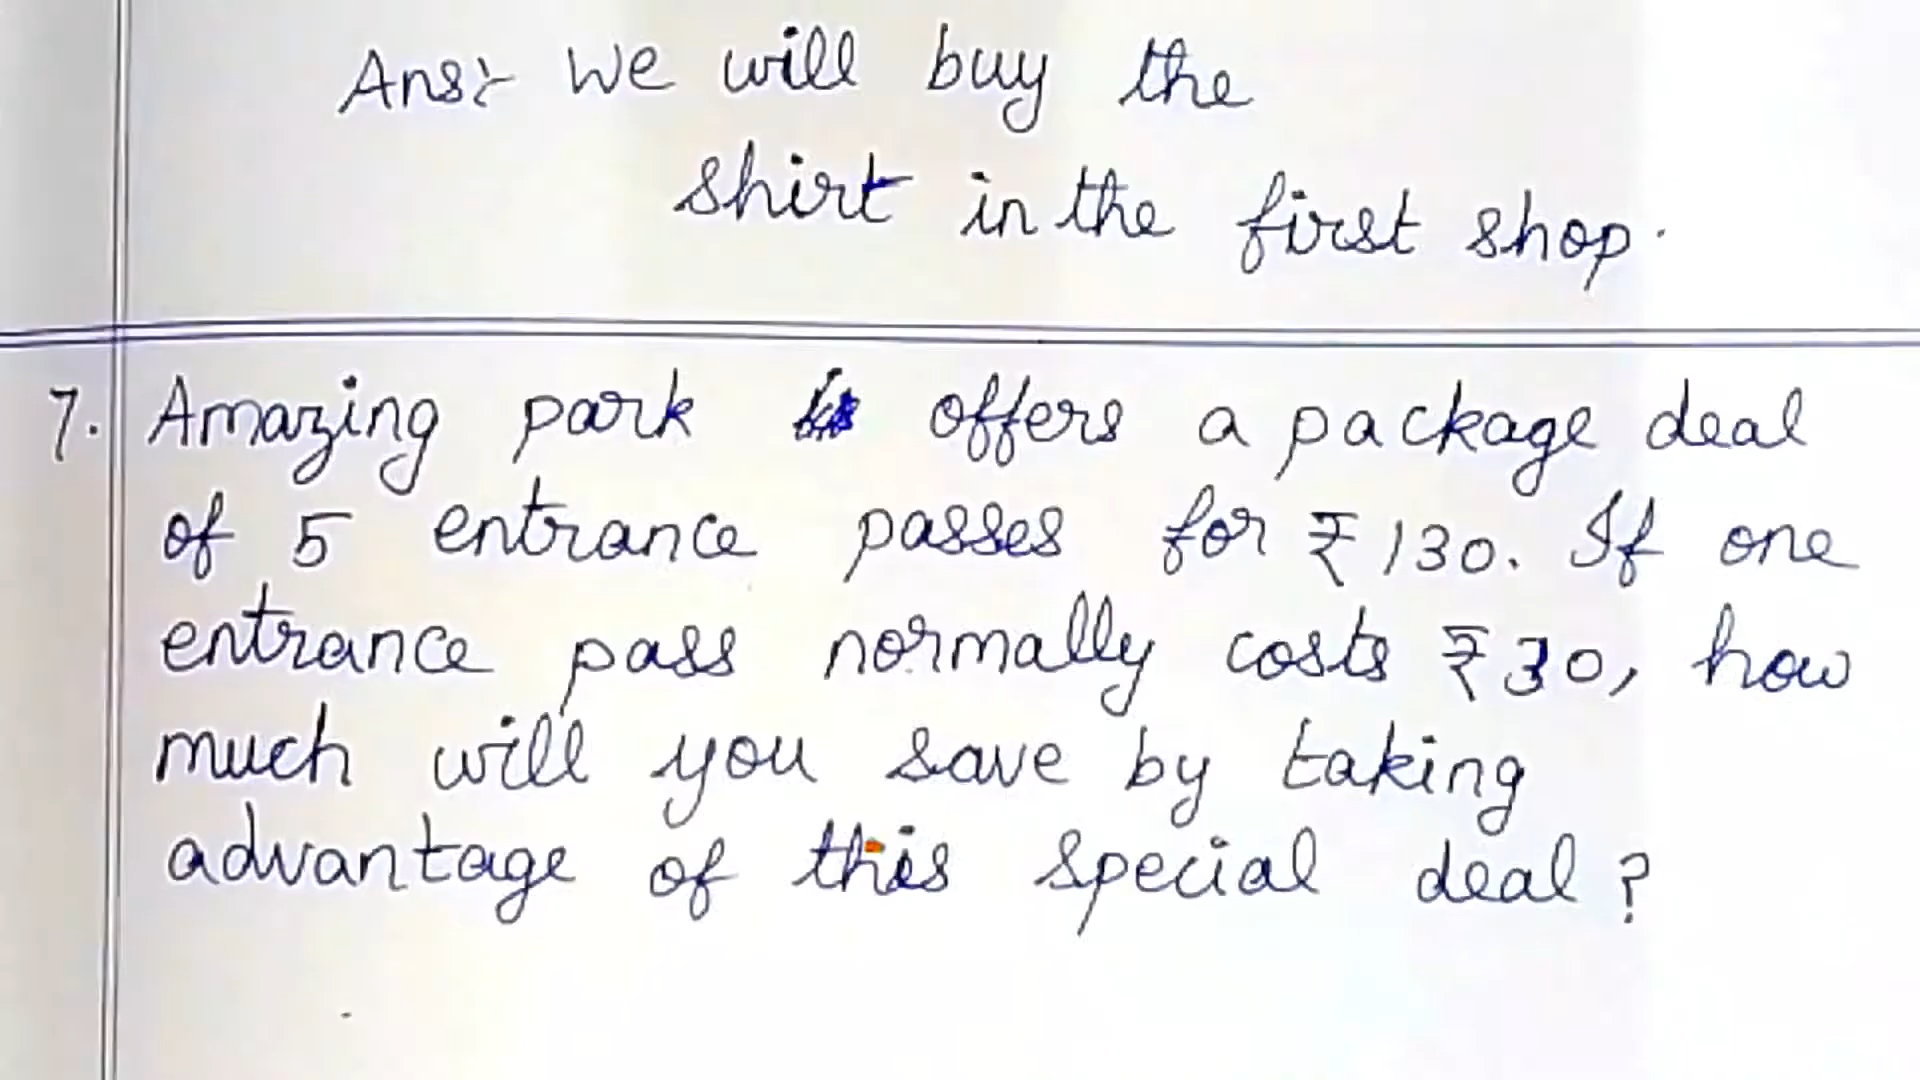 Ans:- We will buy the
shirt in the first shop.
7. Amazing park offers a package deal
of 5 entrance passes for ₹130. If one
entrance pass normally costs ₹30, how
much will you save by taking
advantage of this special deal?